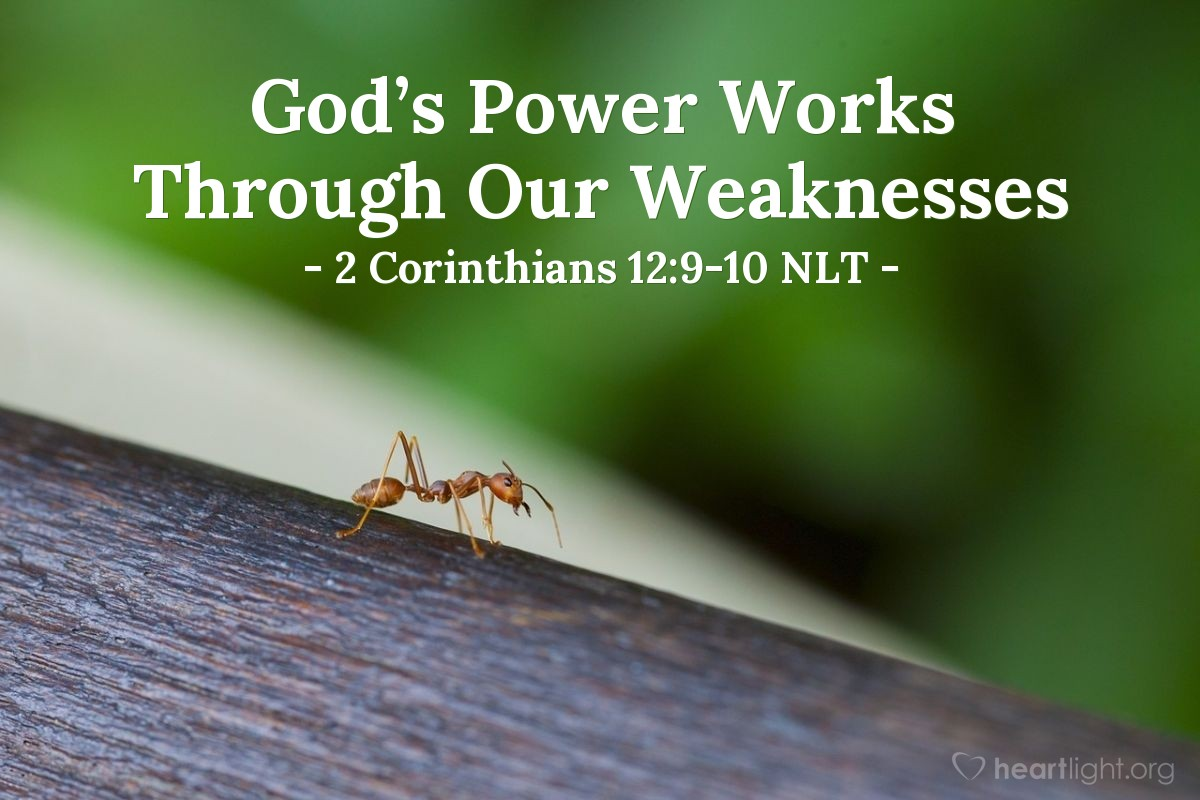 God’s Power Works
Through Our Weaknesses
- 2 Corinthians 12:9-10 NLT -
heartlight.org